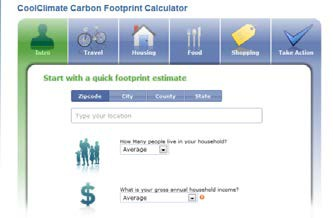 CoolClimate Carbon Footprint Calculator
Intro Travel Housing Food Shopping Take Action
Start with a quick footprint estimate
Zipcode City County State
Type your location
How Many people live in your household?
Average
$
What is your gross annual household income?
Average